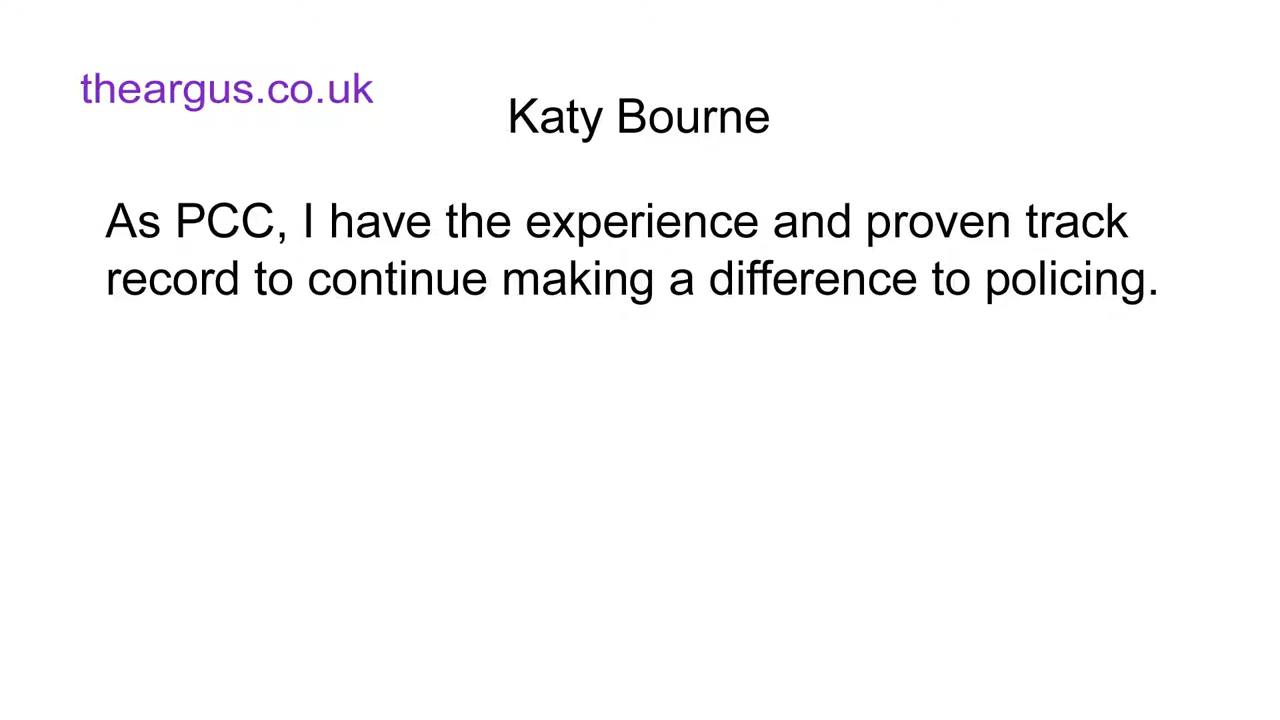 theargus.co.uk
Katy Bourne
As PCC, I have the experience and proven track
record to continue making a difference to policing.